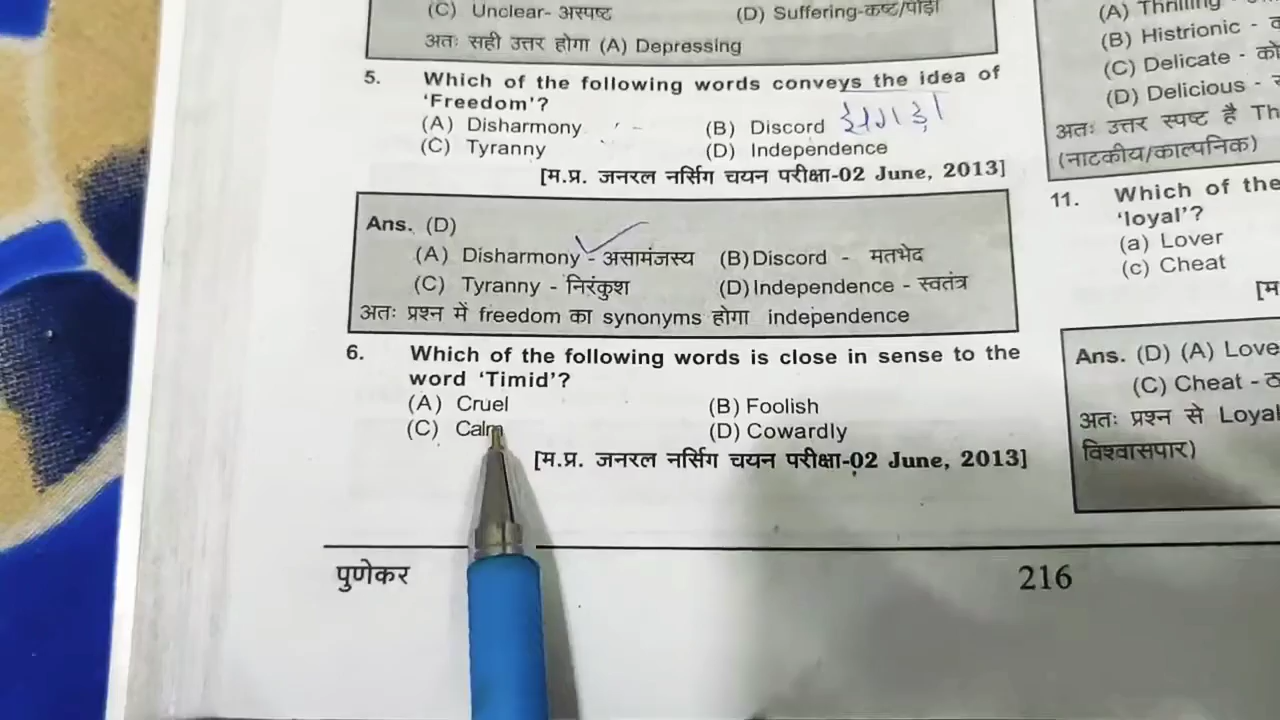 (C) Unclear- अस्पष्ट (D) Suffering-कष्ट/पीड़ा
अतः सही उत्तर होगा (A) Depressing
5. Which of the following words conveys the idea of
'Freedom'?
(A) Disharmony (B) Discord झगड़ा
(C) Tyranny (D) Independence
[म.प्र. जनरल नर्सिग चयन परीक्षा-02 June, 2013]
Ans. (D)
(A) Disharmony - असामंजस्य (B) Discord - मतभेद
(C) Tyranny - निरंकुश (D) Independence - स्वतंत्र
अतः प्रश्न में freedom का synonyms होगा independence
6. Which of the following words is close in sense to the
word 'Timid'?
(A) Cruel (B) Foolish
(C) Calm (D) Cowardly
[म.प्र. जनरल नर्सिग चयन परीक्षा-02 June, 2013]
पुणेकर 216
(A) Thrilling
(B) Histrionic -
(C) Delicate -
(D) Delicious -
अतः उत्तर स्पष्ट है
(नाटकीय/काल्पनिक)
11. Which of the
'loyal'?
(a) Lover
(c) Cheat
Ans. (D) (A)
(C) Cheat -
अतः प्रश्न से
विश्वासपार)